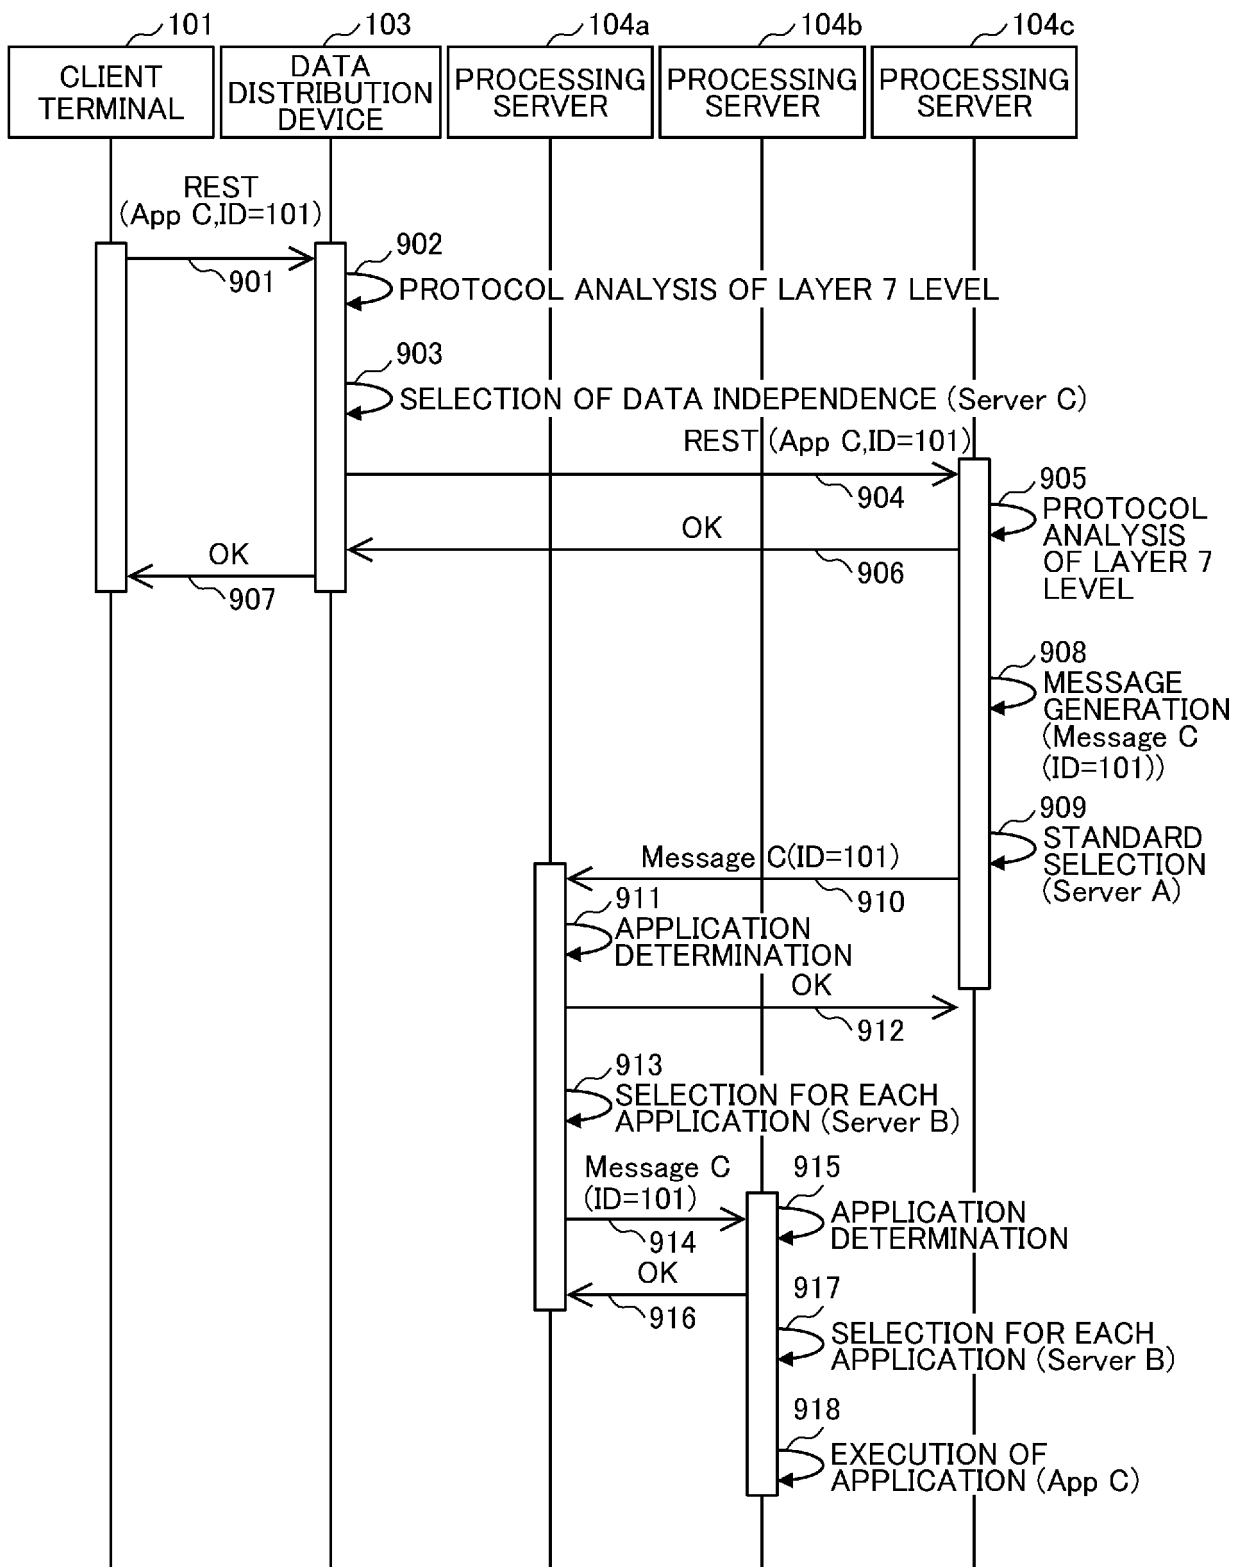 101
103
104a
104b
104c
CLIENT
TERMINAL
DATA
DISTRIBUTION
DEVICE
PROCESSING
SERVER
PROCESSING
SERVER
PROCESSING
SERVER
REST
(App C,ID=101)
901
902
PROTOCOL ANALYSIS OF LAYER 7 LEVEL
903
SELECTION OF DATA INDEPENDENCE (Server C)
REST (App C,ID=101)
904
905
PROTOCOL
ANALYSIS
OF LAYER 7
LEVEL
OK
906
OK
907
908
MESSAGE
GENERATION
(Message C
(ID=101))
909
STANDARD
SELECTION
(Server A)
Message C(ID=101)
910
911
APPLICATION
DETERMINATION
OK
912
913
SELECTION FOR EACH
APPLICATION (Server B)
Message C
(ID=101)
914
915
APPLICATION
DETERMINATION
OK
916
917
SELECTION FOR EACH
APPLICATION (Server B)
918
EXECUTION OF
APPLICATION (App C)